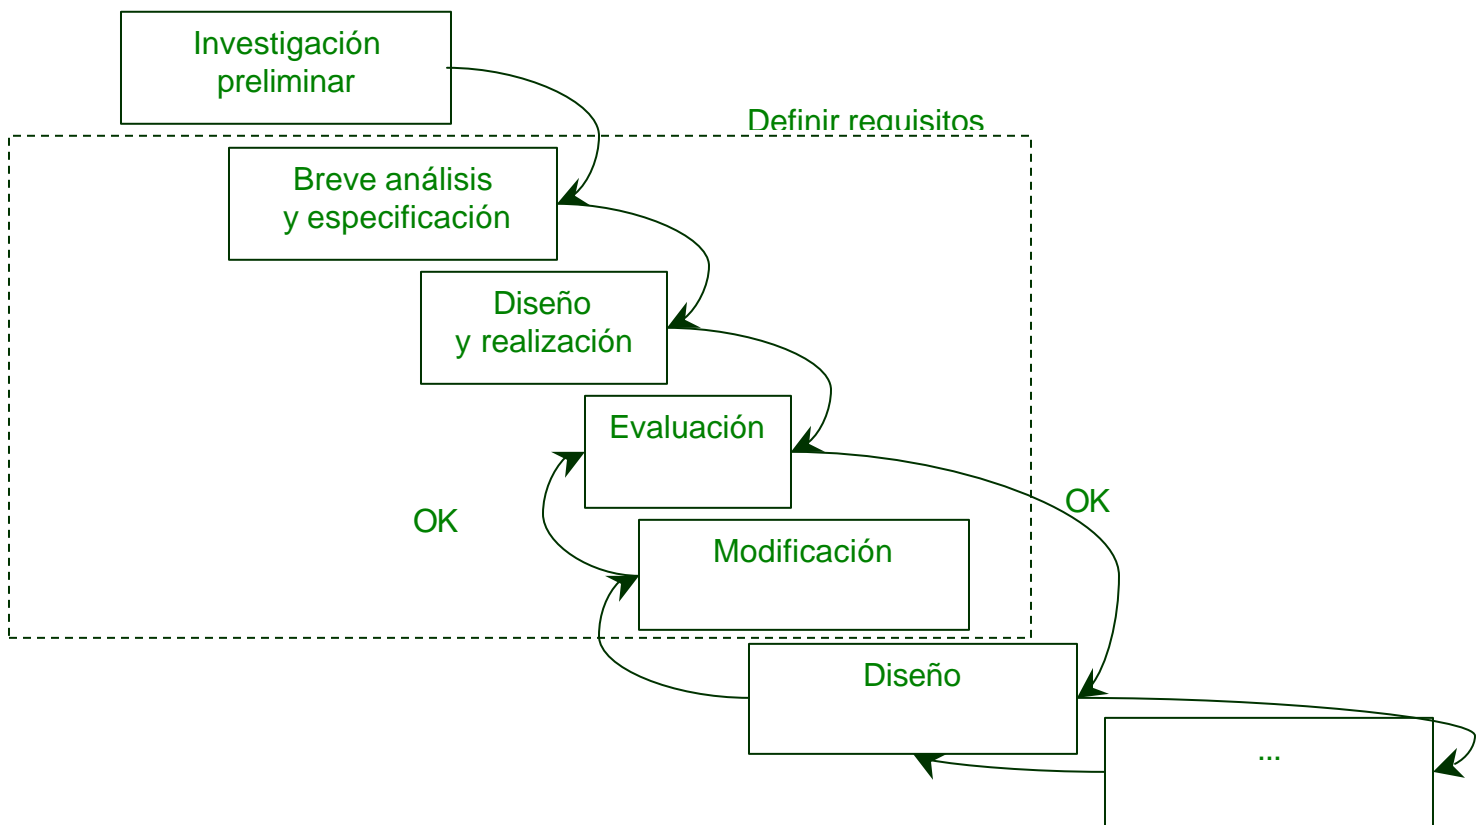 Investigación
preliminar
Definir requisitos
Breve análisis
y especificación
Diseño
y realización
Evaluación
OK
OK
Modificación
Diseño
...